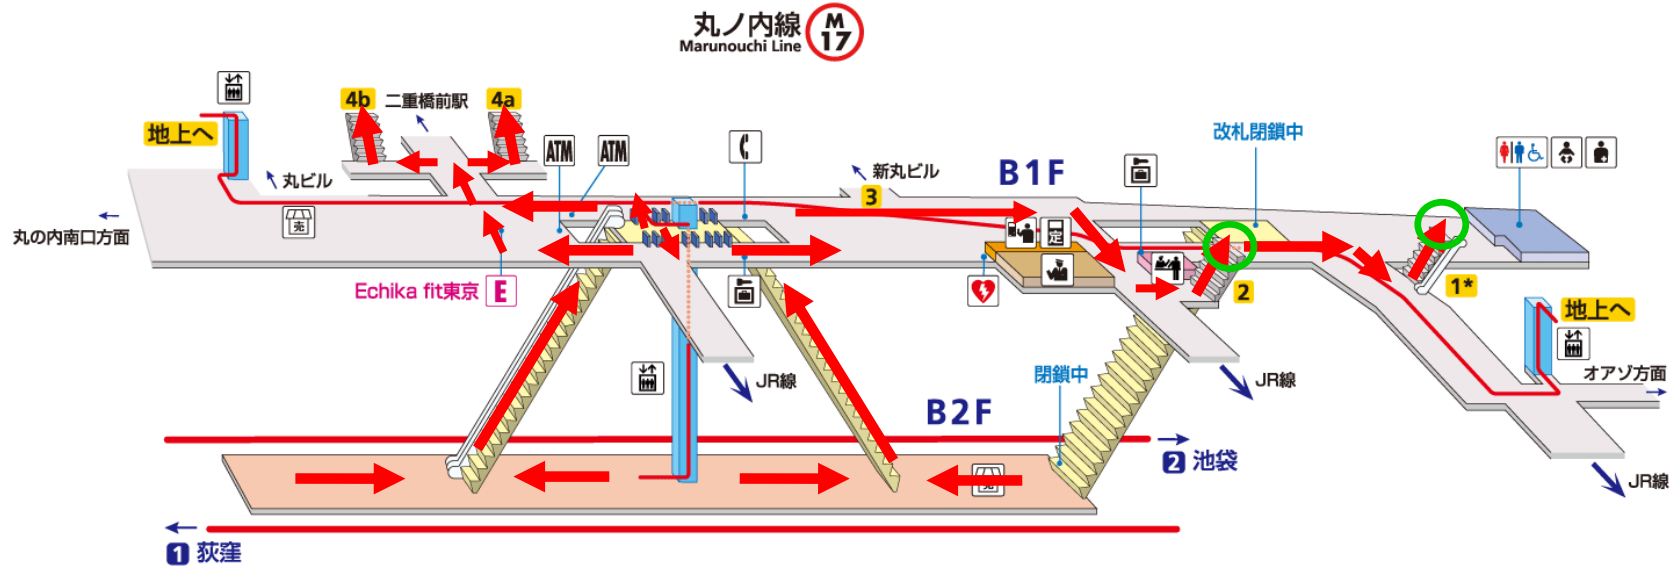 丸ノ内線
Marunouchi Line
M
17
4b
二重橋前駅
4a
地上へ
ATM
ATM
改札閉鎖中
丸ビル
新丸ビル
B1F
3
売
定
丸の内南口方面
Echika fit東京
E
2
1*
地上へ
JR線
閉鎖中
JR線
オアゾ方面
B2F
2 池袋
売
JR線
1 荻窪